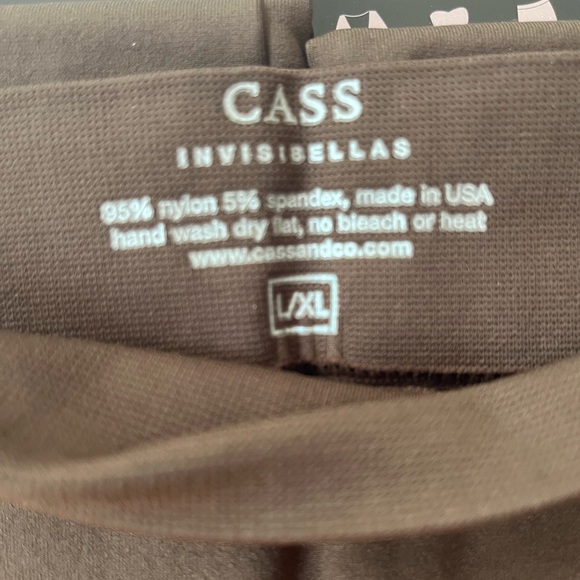 CASS
INVISIBELLAS
95% nylon 5% spandex, made in USA
hand wash dry flat, no bleach or heat
www.cassandco.com
L/XL